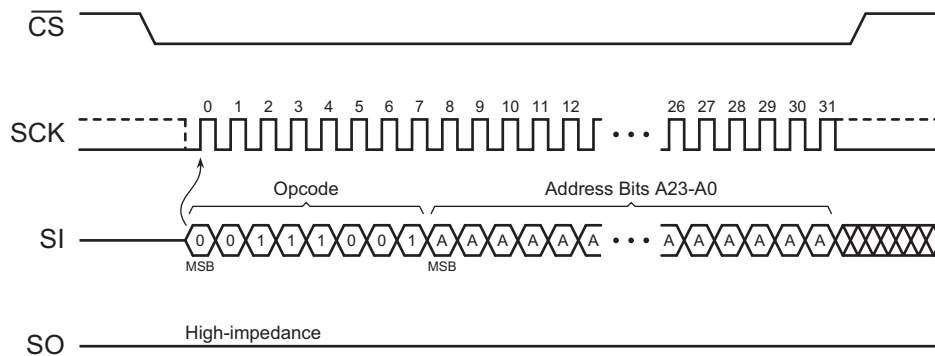 CS
0 1 2 3 4 5 6 7 8 9 10 11 12 26 27 28 29 30 31
SCK • • •
Opcode Address Bits A23-A0
SI 0 0 1 1 1 0 0 1 A A A A A A • • • A A A A A A
MSB MSB
High-impedance
SO